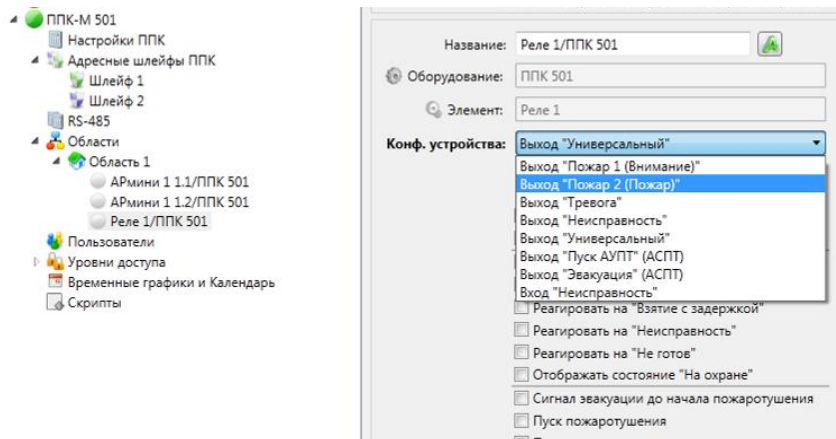 ППК-М 501
Настройки ППК
Адресные шлейфы ППК
Шлейф 1
Шлейф 2
RS-485
Области
Область 1
АРмини 1 1.1/ППК 501
АРмини 1 1.2/ППК 501
Реле 1/ППК 501
Пользователи
Уровни доступа
Временные графики и Календарь
Скрипты
Название: Реле 1/ППК 501
Оборудование: ППК 501
Элемент: Реле 1
Конф. устройства: Выход "Универсальный"
Выход "Пожар 1 (Внимание)"
Выход "Пожар 2 (Пожар)"
Выход "Тревога"
Выход "Неисправность"
Выход "Универсальный"
Выход "Пуск АУПТ" (АСПТ)
Выход "Эвакуация" (АСПТ)
Вход "Неисправность"
Реагировать на "Взятие с задержкой"
Реагировать на "Неисправность"
Реагировать на "Не готов"
Отображать состояние "На охране"
Сигнал эвакуации до начала пожаротушения
Пуск пожаротушения